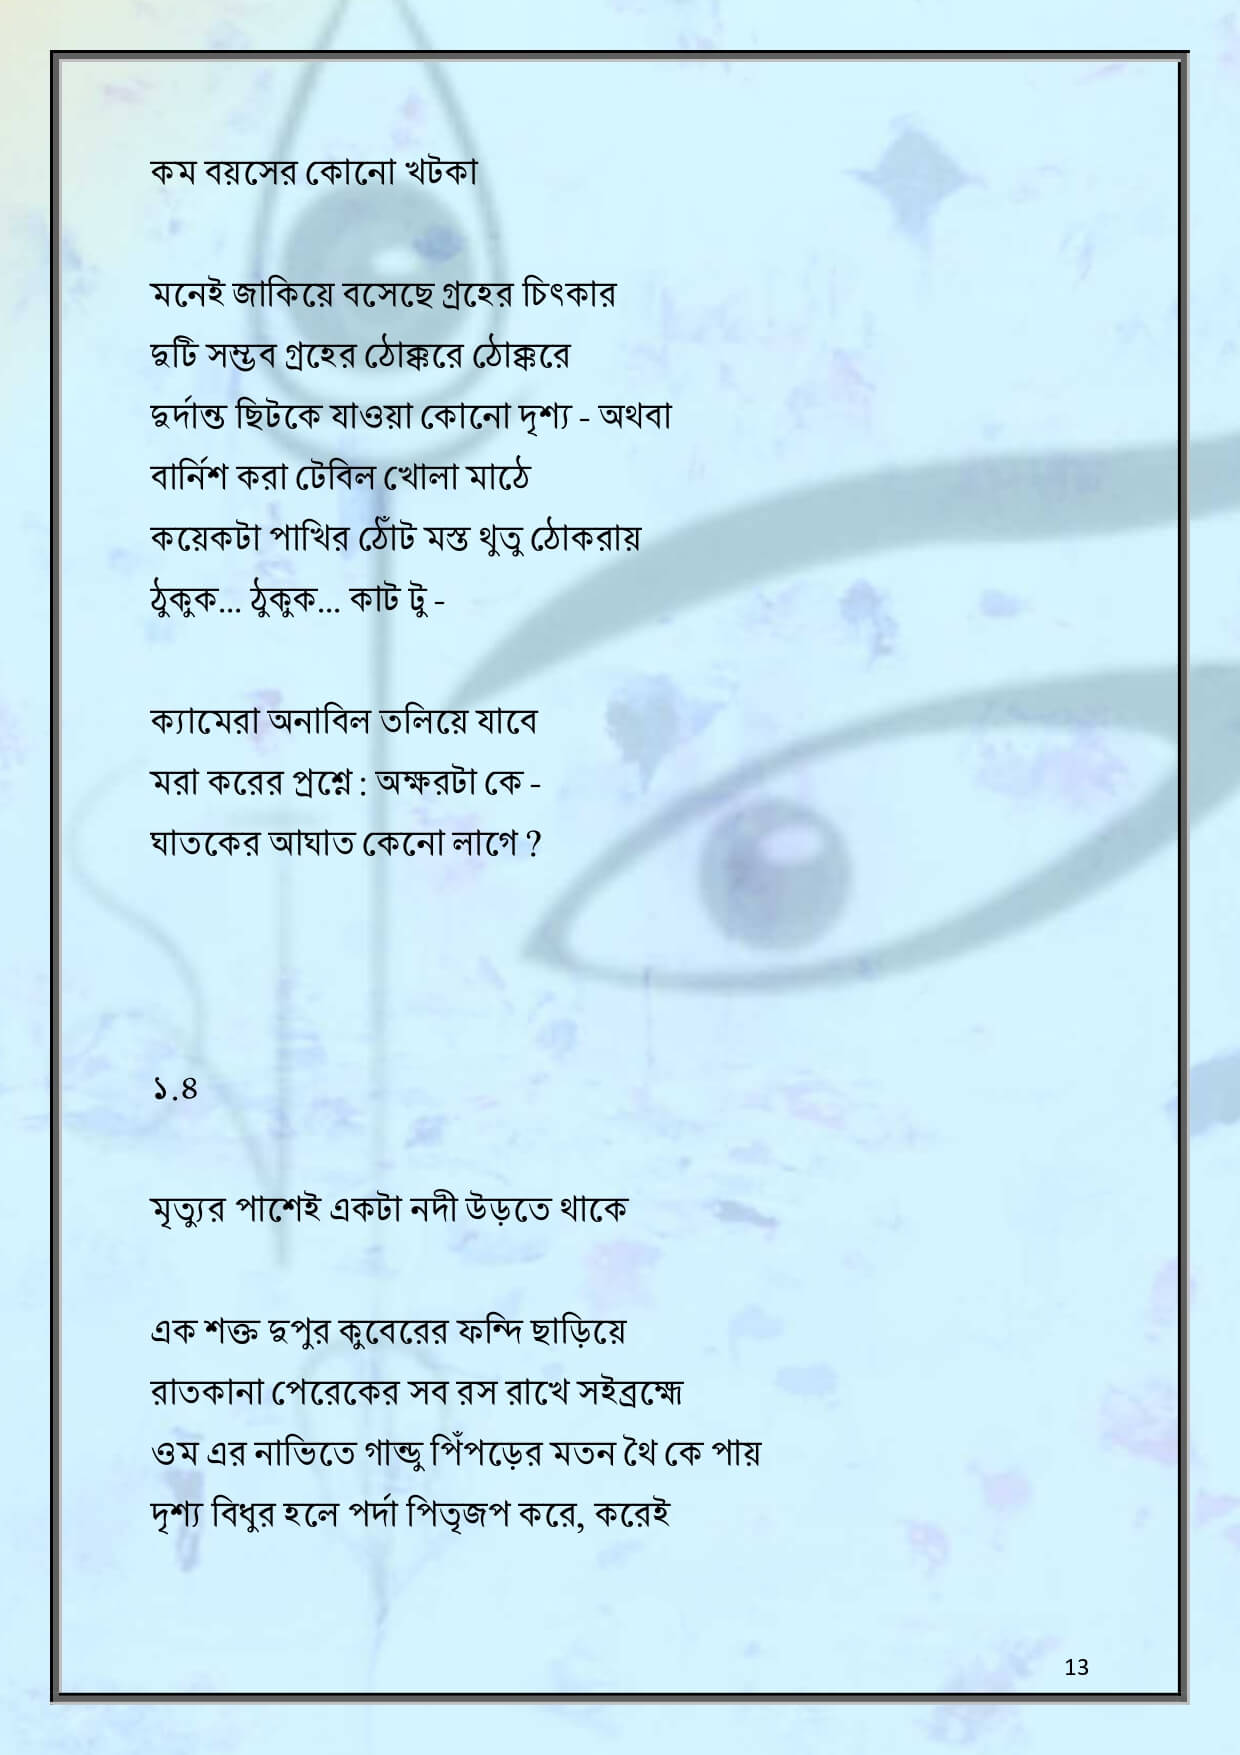 কম বয়সের কোনো খটকা
মনেই জাকিয়ে বসেছে গ্রহের চিৎকার
দুটি সম্ভব গ্রহের ঠোক্করে ঠোক্করে
দুর্দান্ত ছিটকে যাওয়া কোনো দৃশ্য - অথবা
বার্নিশ করা টেবিল খোলা মাঠে
কয়েকটা পাখির ঠোঁট মস্ত থুতু ঠোকরায়
ঠুকুক... ঠুকুক... কাট টু -
ক্যামেরা অনাবিল তলিয়ে যাবে
মরা করের প্রশ্নে : অক্ষরটা কে -
ঘাতকের আঘাত কেনো লাগে ?
১.৪
মৃত্যুর পাশেই একটা নদী উড়তে থাকে
এক শক্ত দুপুর কুবেরের ফন্দি ছাড়িয়ে
রাতকানা পেরেকের সব রস রাখে সইব্রহ্মে
ওম এর নাভিতে গান্ডু পিঁপড়ের মতন থৈ কে পায়
দৃশ্য বিধুর হলে পর্দা পিতৃজপ করে, করেই
13